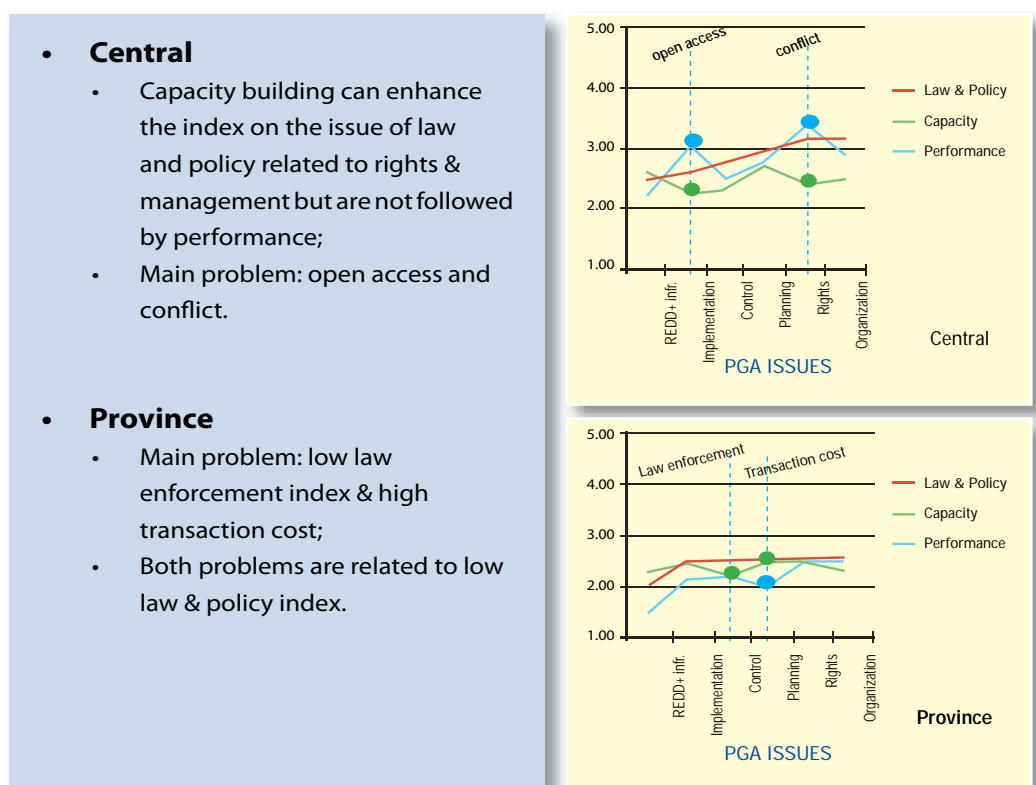 • Central
• Capacity building can enhance
the index on the issue of law
and policy related to rights &
management but are not followed
by performance;
• Main problem: open access and
conflict.
• Province
• Main problem: low law
enforcement index & high
transaction cost;
• Both problems are related to low
law & policy index.
5.00
4.00
3.00
2.00
1.00
open access
conflict
Law & Policy
Capacity
Performance
REDD+ infr.
Implementation
Control
Planning
Rights
Organization
Central
PGA ISSUES
5.00
4.00
3.00
2.00
1.00
Law enforcement
Transaction cost
Law & Policy
Capacity
Performance
REDD+ infr.
Implementation
Control
Planning
Rights
Organization
Province
PGA ISSUES